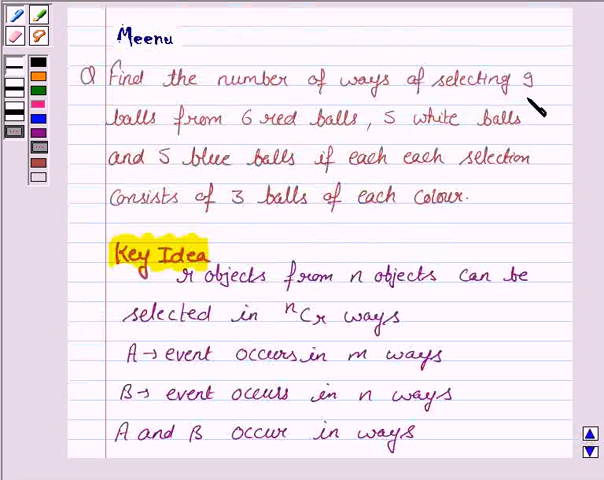 Meenu
Q Find the number of ways of selecting 9
balls from 6 red balls, 5 white balls
and 5 blue balls if each each selection
consists of 3 balls of each colour.
Key Idea
r objects from n objects can be
selected in ⁿCr ways
A → event occurs in m ways
B → event occurs in n ways
A and B occur in ways